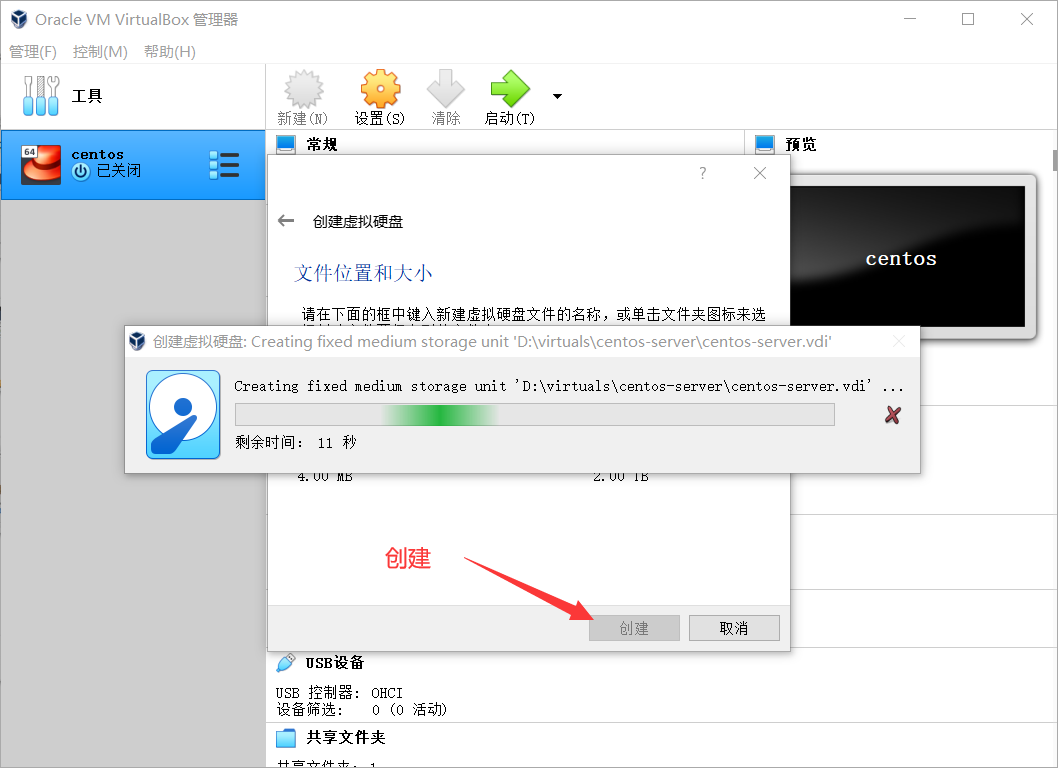 Oracle VM VirtualBox 管理器
管理(F) 控制(M) 帮助(H)
工具
新建(N) 设置(S) 清除 启动(T)
64
centos
已关闭
常规
预览
?
创建虚拟硬盘
文件位置和大小
请在下面的框中键入新建虚拟硬盘文件的名称，或单击文件夹图标来选
centos
创建虚拟硬盘: Creating fixed medium storage unit 'D:\virtuals\centos-server\centos-server.vdi'
Creating fixed medium storage unit 'D:\virtuals\centos-server\centos-server.vdi' ...
剩余时间： 11 秒
4.00 MB 2.00 TB
创建
创建 取消
USB设备
USB 控制器: OHCI
设备筛选: 0 (0 活动)
共享文件夹
共享文件夹: 1